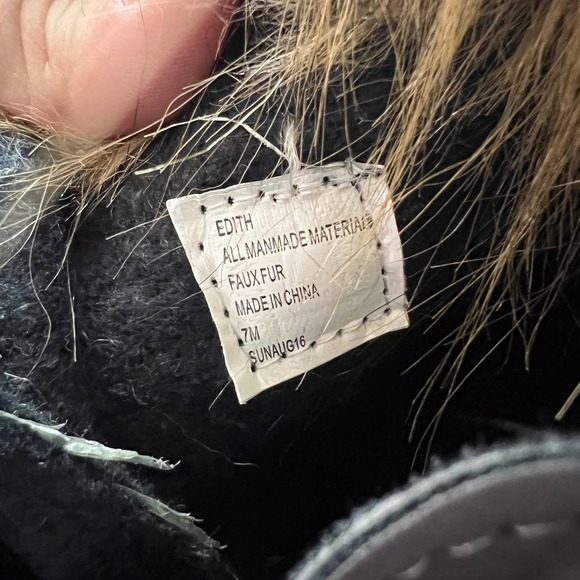 EDITH
ALL MANMADE MATERIALS
FAUX FUR
MADE IN CHINA
7M
SUNAUG16